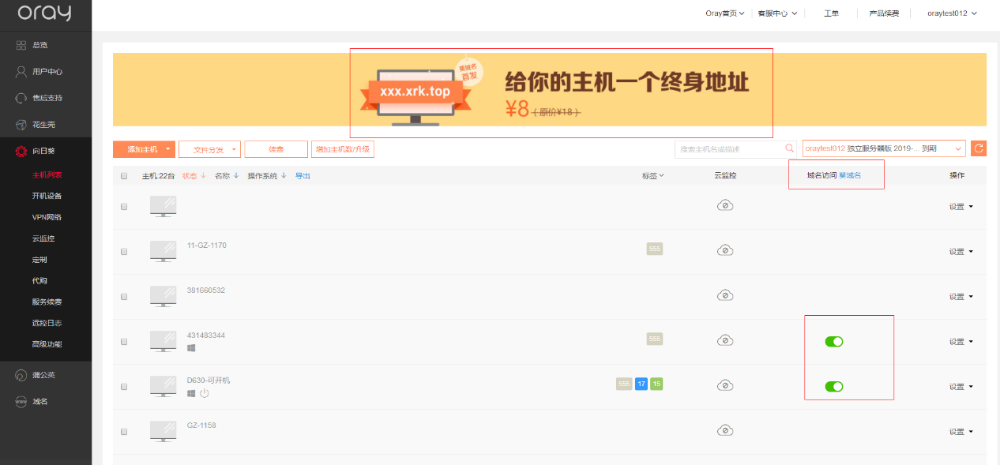 oray
Oray首页 客服中心 工单 产品续费 oraytest012
总览
用户中心
售后支持
花生壳
向日葵
主机列表
开机设备
VPN网络
云监控
定制
代购
服务续费
远控日志
高级功能
蒲公英
www 域名
xxx.xrk.top
葵域名
首发
给你的主机一个终身地址
¥8 (原价¥18)
添加主机 文件分发 续费 增加主机数/升级 搜索主机名或描述 oraytest012 独立服务器版 2019-... 到期
主机:22台 状态 名称 操作系统 导出 标签 云监控 域名访问 葵域名 操作
设置
11-GZ-1170 555 设置
381660532 设置
431483344 555 设置
D630-可开机 555 17 15 设置
GZ-1158 设置